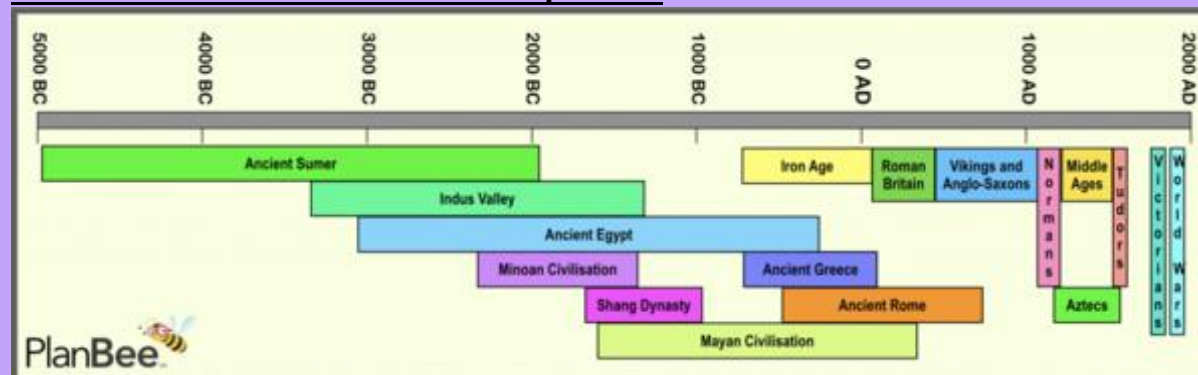 5000 BC
4000 BC
3000 BC
2000 BC
1000 BC
0 AD
1000 AD
2000 AD
Ancient Sumer
Indus Valley
Ancient Egypt
Minoan Civilisation
Shang Dynasty
Mayan Civilisation
Iron Age
Ancient Greece
Ancient Rome
Roman
Britain
Vikings and
Anglo-Saxons
Normans
Middle
Ages
Tudors
Aztecs
Victorians
World Wars
PlanBee